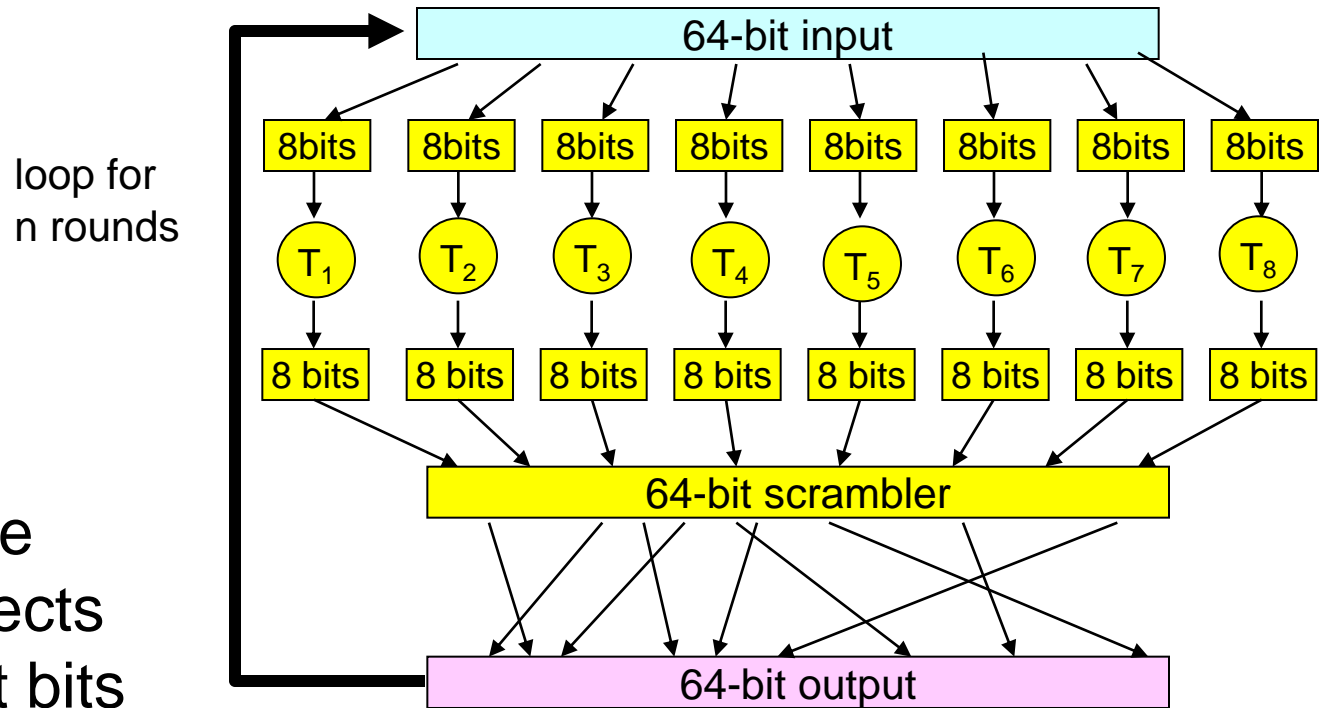 64-bit input
8bits 8bits 8bits 8bits 8bits 8bits 8bits 8bits
loop for
n rounds
T1 T2 T3 T4 T5 T6 T7 T8
8 bits 8 bits 8 bits 8 bits 8 bits 8 bits 8 bits 8 bits
64-bit scrambler
e
ects
t bits
64-bit output